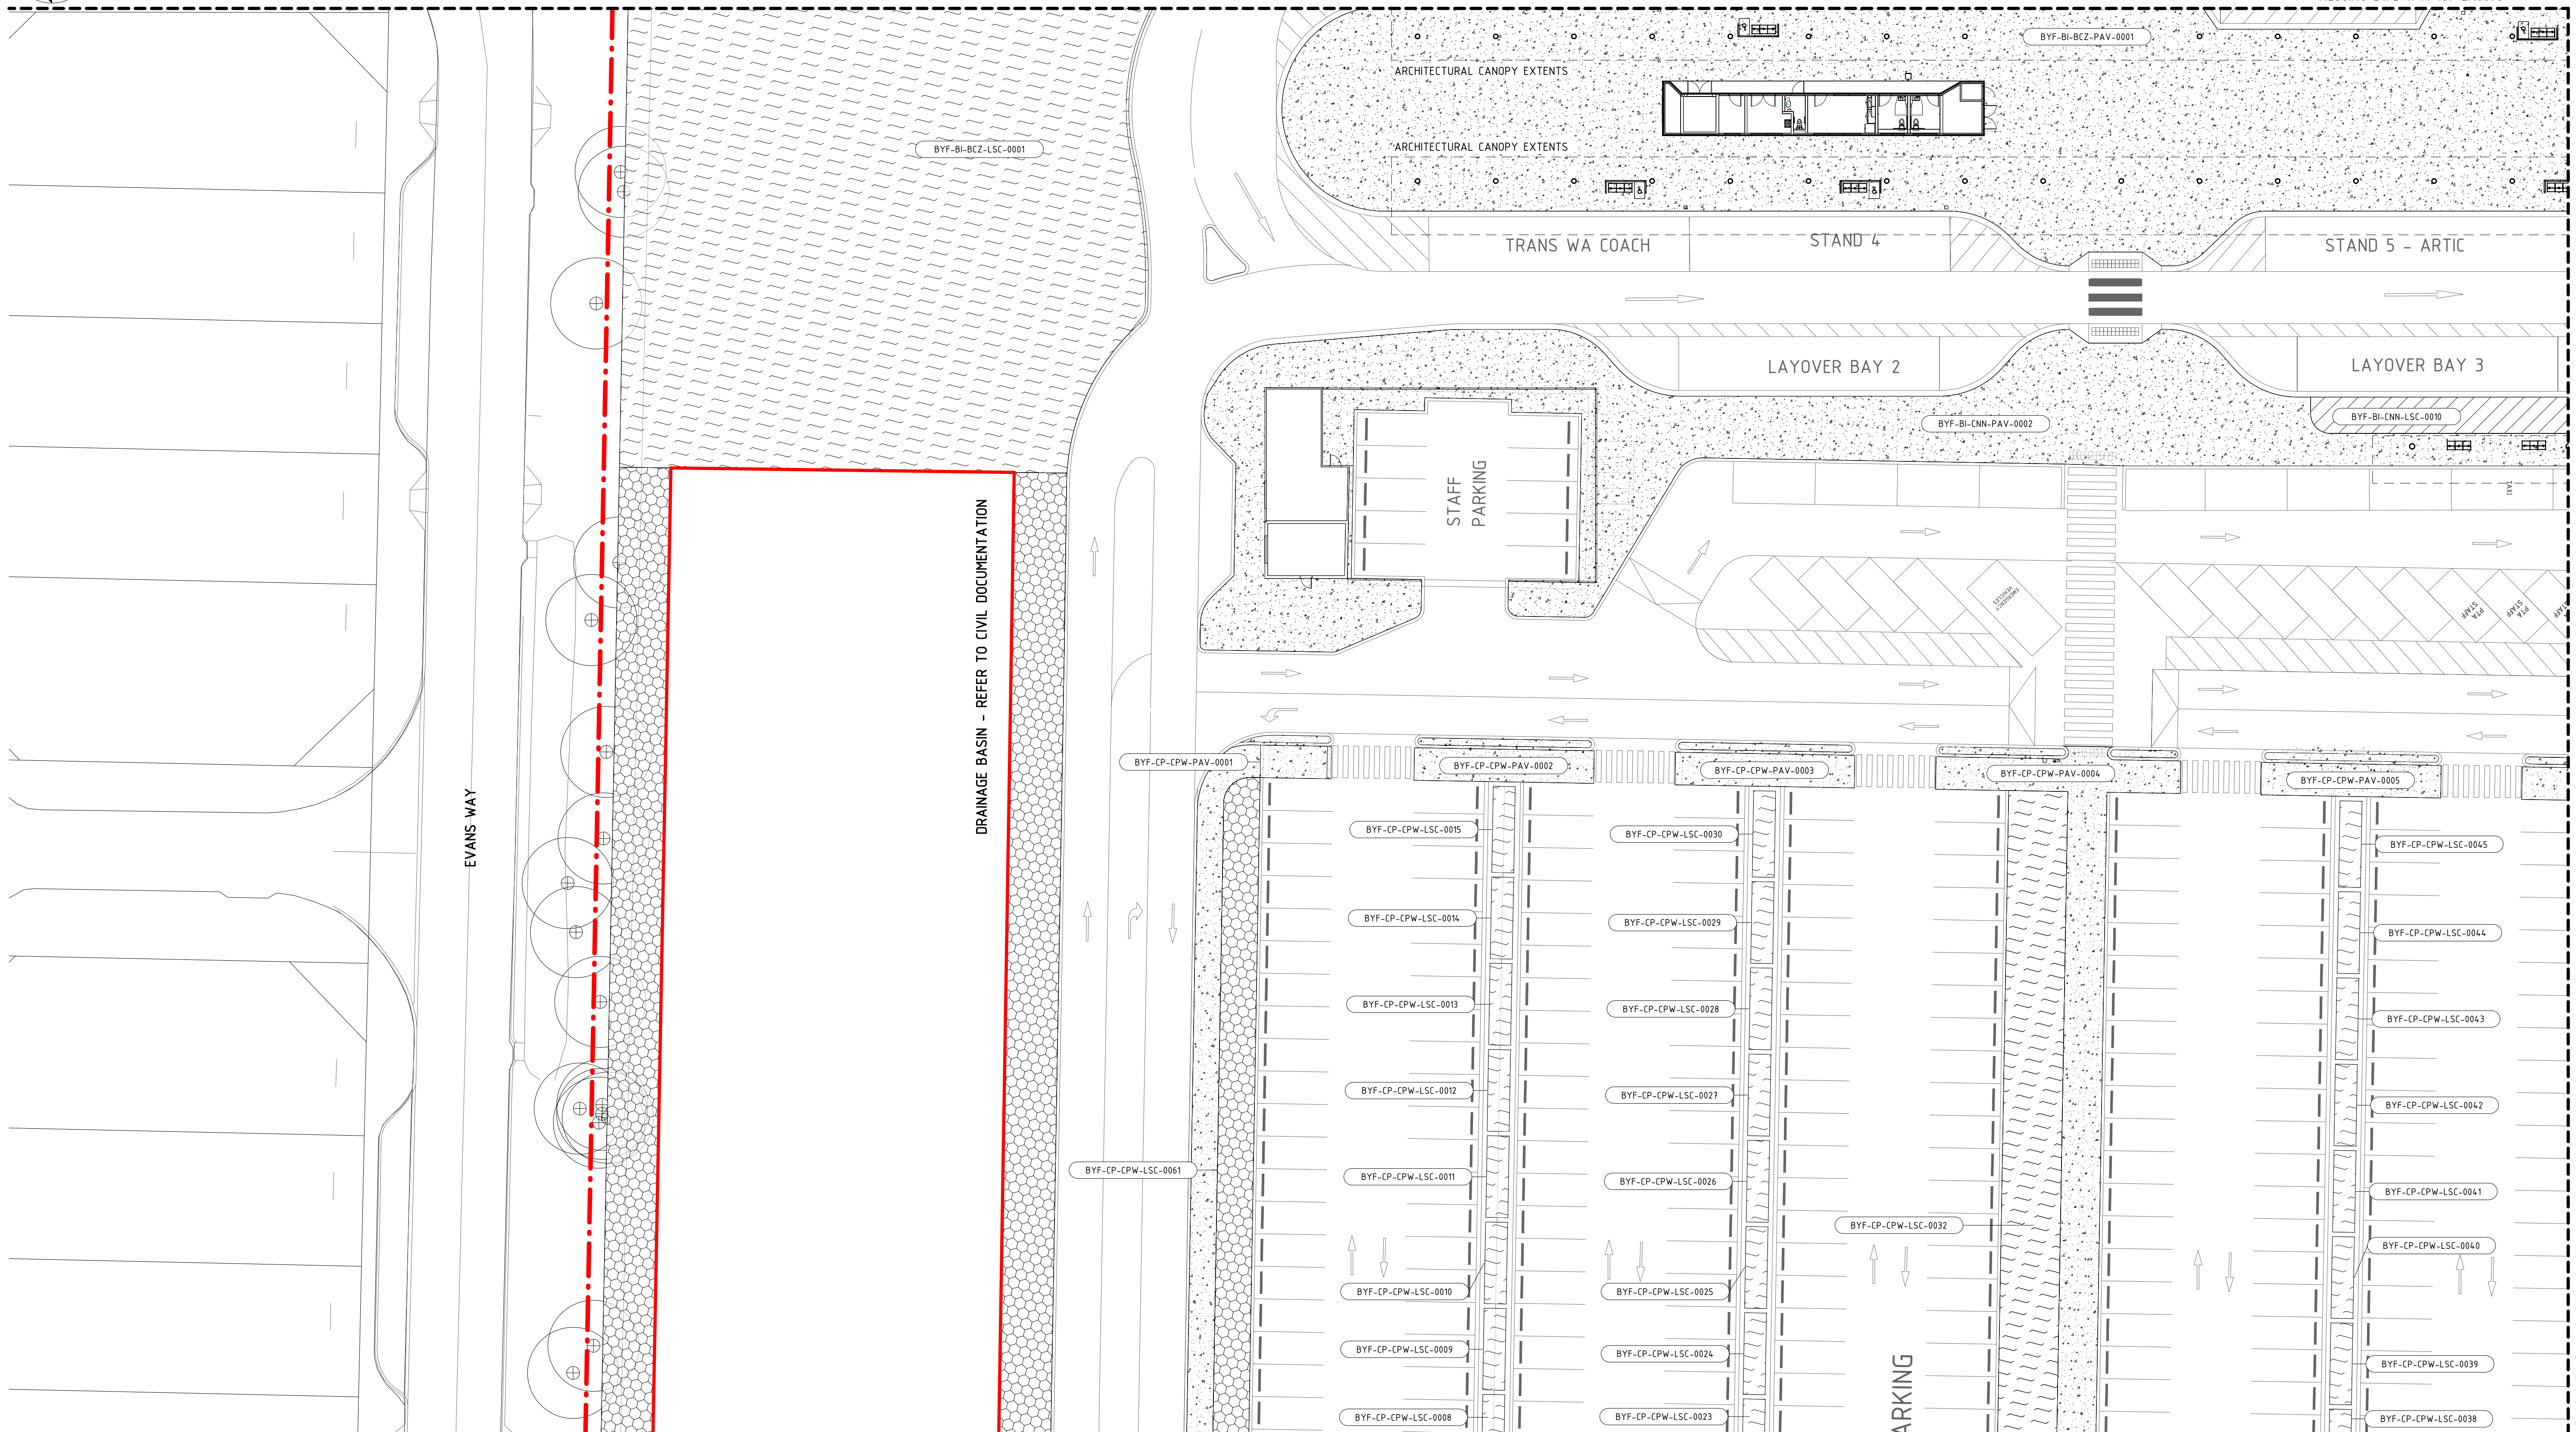 BYF-BI-BCZ-PAV-0001
ARCHITECTURAL CANOPY EXTENTS
BYF-BI-BCZ-LSC-0001
ARCHITECTURAL CANOPY EXTENTS
TRANS WA COACH
STAND 4
STAND 5 - ARTIC
LAYOVER BAY 2
LAYOVER BAY 3
BYF-BI-CNN-LSC-0010
BYF-BI-CNN-PAV-0002
STAFF
PARKING
TAXI
DRAINAGE BASIN - REFER TO CIVIL DOCUMENTATION
EMERGENCY
VEHICLES
PTA
STAFF
PTA
STAFF
STAFF
EVANS WAY
BYF-CP-CPW-PAV-0001
BYF-CP-CPW-PAV-0002
BYF-CP-CPW-PAV-0003
BYF-CP-CPW-PAV-0004
BYF-CP-CPW-PAV-0005
BYF-CP-CPW-LSC-0015
BYF-CP-CPW-LSC-0030
BYF-CP-CPW-LSC-0045
BYF-CP-CPW-LSC-0014
BYF-CP-CPW-LSC-0029
BYF-CP-CPW-LSC-0044
BYF-CP-CPW-LSC-0013
BYF-CP-CPW-LSC-0028
BYF-CP-CPW-LSC-0043
BYF-CP-CPW-LSC-0012
BYF-CP-CPW-LSC-0027
BYF-CP-CPW-LSC-0042
BYF-CP-CPW-LSC-0061
BYF-CP-CPW-LSC-0011
BYF-CP-CPW-LSC-0026
BYF-CP-CPW-LSC-0041
BYF-CP-CPW-LSC-0032
BYF-CP-CPW-LSC-0040
BYF-CP-CPW-LSC-0010
BYF-CP-CPW-LSC-0025
BYF-CP-CPW-LSC-0009
BYF-CP-CPW-LSC-0024
BYF-CP-CPW-LSC-0039
ARKING
BYF-CP-CPW-LSC-0008
BYF-CP-CPW-LSC-0023
BYF-CP-CPW-LSC-0038